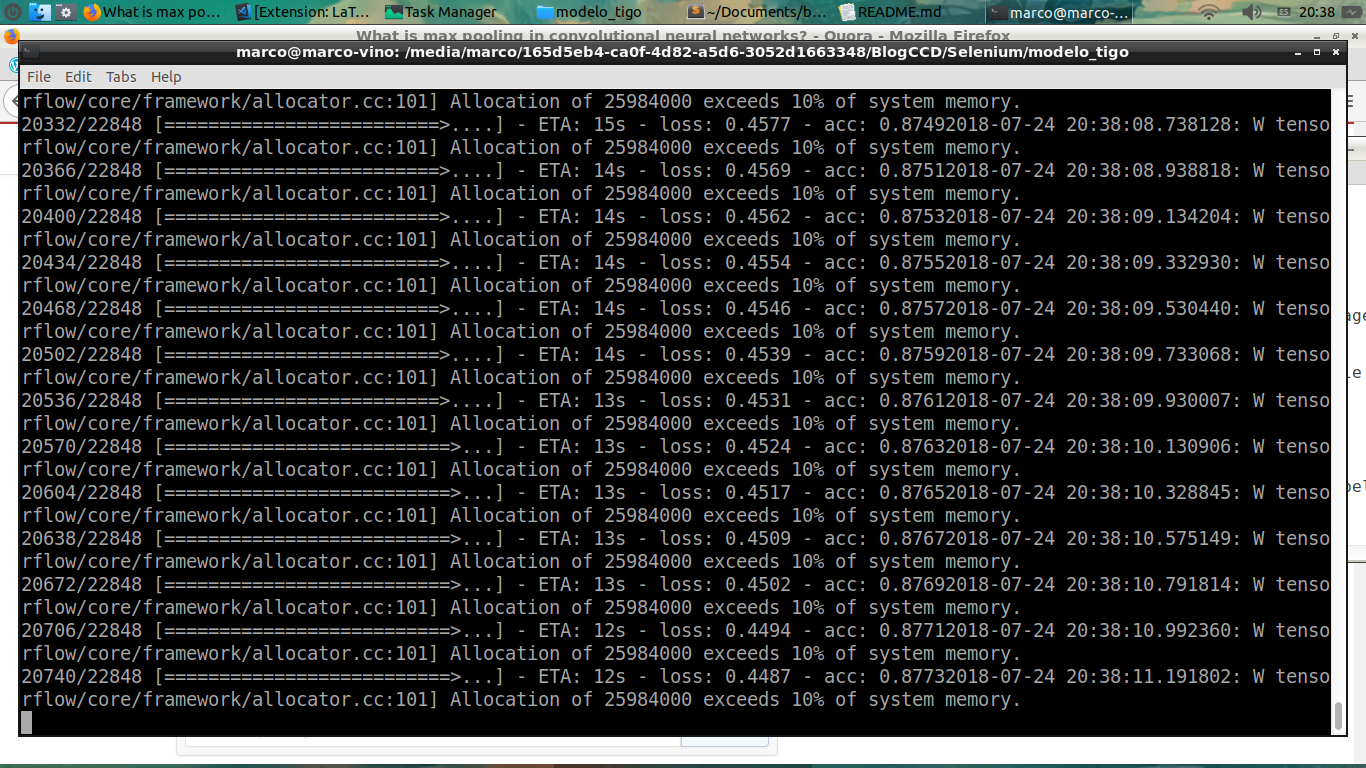 What is max po...
[Extension: LaT...
Task Manager
modelo_tigo
~/Documents/b...
README.md
marco@marco-...
ES
20:38
What is max pooling in convolutional neural networks? - Quora - Mozilla Firefox
marco@marco-vino: /media/marco/165d5eb4-ca0f-4d82-a5d6-3052d1663348/BlogCCD/Selenium/modelo_tigo
File Edit Tabs Help
rflow/core/framework/allocator.cc:101] Allocation of 25984000 exceeds 10% of system memory.
20332/22848 [==========================>....] - ETA: 15s - loss: 0.4577 - acc: 0.87492018-07-24 20:38:08.738128: W tenso
rflow/core/framework/allocator.cc:101] Allocation of 25984000 exceeds 10% of system memory.
20366/22848 [==========================>....] - ETA: 14s - loss: 0.4569 - acc: 0.87512018-07-24 20:38:08.938818: W tenso
rflow/core/framework/allocator.cc:101] Allocation of 25984000 exceeds 10% of system memory.
20400/22848 [==========================>....] - ETA: 14s - loss: 0.4562 - acc: 0.87532018-07-24 20:38:09.134204: W tenso
rflow/core/framework/allocator.cc:101] Allocation of 25984000 exceeds 10% of system memory.
20434/22848 [==========================>....] - ETA: 14s - loss: 0.4554 - acc: 0.87552018-07-24 20:38:09.332930: W tenso
rflow/core/framework/allocator.cc:101] Allocation of 25984000 exceeds 10% of system memory.
20468/22848 [==========================>....] - ETA: 14s - loss: 0.4546 - acc: 0.87572018-07-24 20:38:09.530440: W tenso
rflow/core/framework/allocator.cc:101] Allocation of 25984000 exceeds 10% of system memory.
20502/22848 [==========================>....] - ETA: 14s - loss: 0.4539 - acc: 0.87592018-07-24 20:38:09.733068: W tenso
rflow/core/framework/allocator.cc:101] Allocation of 25984000 exceeds 10% of system memory.
20536/22848 [==========================>....] - ETA: 13s - loss: 0.4531 - acc: 0.87612018-07-24 20:38:09.930007: W tenso
rflow/core/framework/allocator.cc:101] Allocation of 25984000 exceeds 10% of system memory.
20570/22848 [===========================>...] - ETA: 13s - loss: 0.4524 - acc: 0.87632018-07-24 20:38:10.130906: W tenso
rflow/core/framework/allocator.cc:101] Allocation of 25984000 exceeds 10% of system memory.
20604/22848 [===========================>...] - ETA: 13s - loss: 0.4517 - acc: 0.87652018-07-24 20:38:10.328845: W tenso
rflow/core/framework/allocator.cc:101] Allocation of 25984000 exceeds 10% of system memory.
20638/22848 [===========================>...] - ETA: 13s - loss: 0.4509 - acc: 0.87672018-07-24 20:38:10.575149: W tenso
rflow/core/framework/allocator.cc:101] Allocation of 25984000 exceeds 10% of system memory.
20672/22848 [===========================>...] - ETA: 13s - loss: 0.4502 - acc: 0.87692018-07-24 20:38:10.791814: W tenso
rflow/core/framework/allocator.cc:101] Allocation of 25984000 exceeds 10% of system memory.
20706/22848 [===========================>...] - ETA: 12s - loss: 0.4494 - acc: 0.87712018-07-24 20:38:10.992360: W tenso
rflow/core/framework/allocator.cc:101] Allocation of 25984000 exceeds 10% of system memory.
20740/22848 [===========================>...] - ETA: 12s - loss: 0.4487 - acc: 0.87732018-07-24 20:38:11.191802: W tenso
rflow/core/framework/allocator.cc:101] Allocation of 25984000 exceeds 10% of system memory.